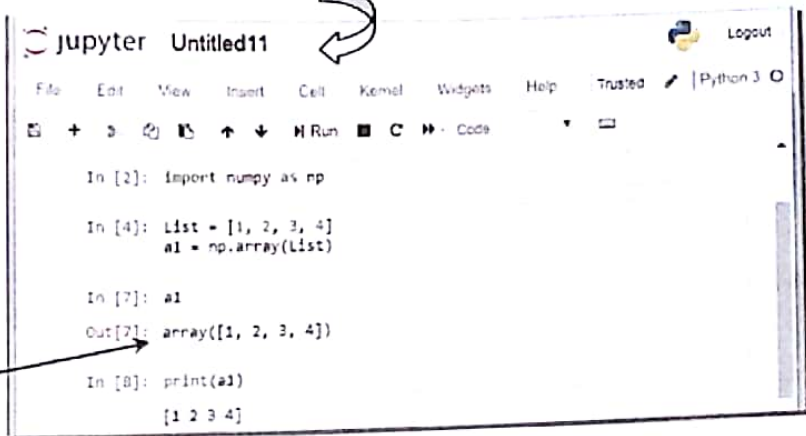 jupyter Untitled11
Logout
File Edit View Insert Cell Kernel Widgets Help Trusted Python 3
Run C Code
In [2]: import numpy as np
In [4]: List = [1, 2, 3, 4]
a1 = np.array(List)
In [7]: a1
Out[7]: array([1, 2, 3, 4])
In [8]: print(a1)
[1 2 3 4]